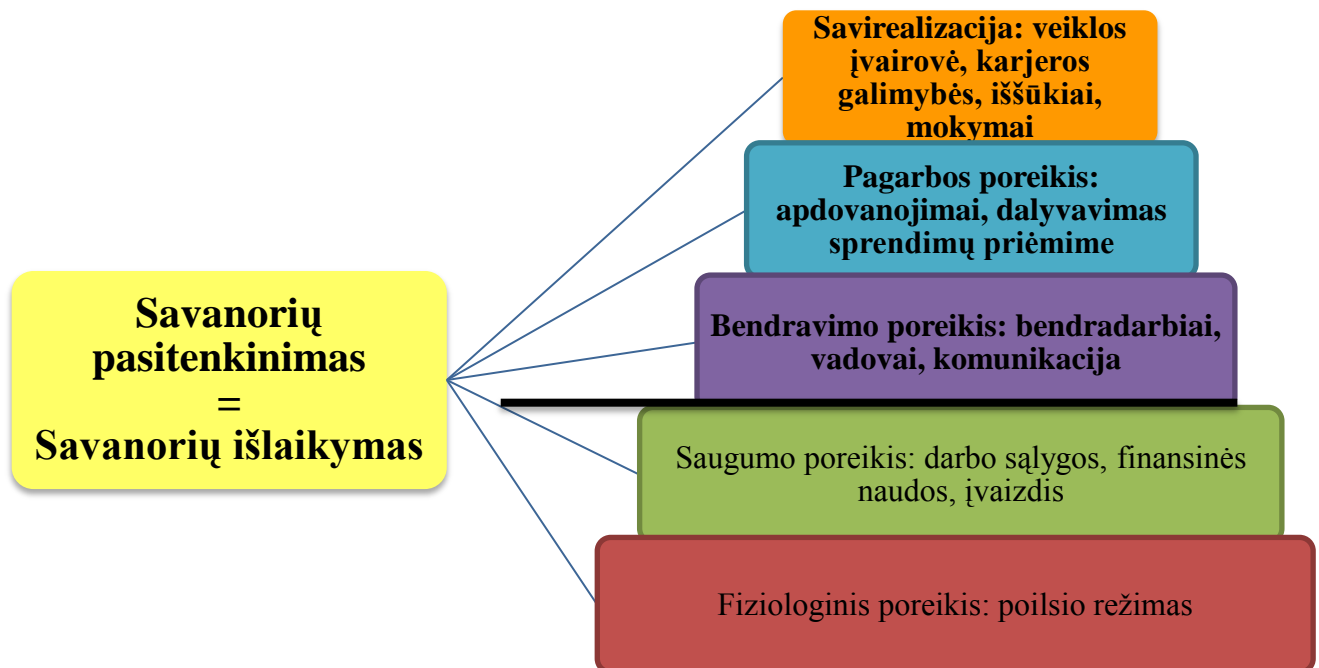 Savirealizacija: veiklos
įvairovė, karjeros
galimybės, iššūkiai,
mokymai
Pagarbos poreikis:
apdovanojimai, dalyvavimas
sprendimų priėmime
Savanorių
pasitenkinimas
=
Savanorių išlaikymas
Bendravimo poreikis: bendradarbiai,
vadovai, komunikacija
Saugumo poreikis: darbo sąlygos, finansinės
naudos, įvaizdis
Fiziologinis poreikis: poilsio režimas